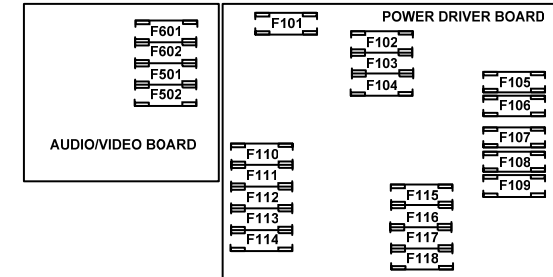 POWER DRIVER BOARD
F101
F601
F602
F501
F502
F102
F103
F104
F105
F106
F107
F108
F109
AUDIO/VIDEO BOARD
F110
F111
F112
F113
F114
F115
F116
F117
F118